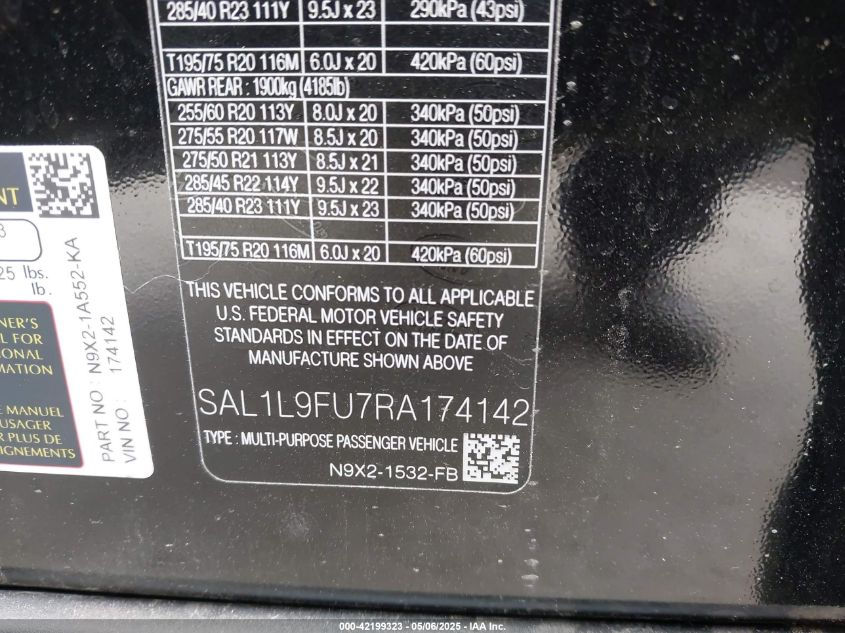 285/40 R23 111Y 9.5J x 23 290kPa (43psi)
T195/75 R20 116M 6.0J x 20 420kPa (60psi)
GAWR REAR : 1900kg (4185lb)
255/60 R20 113Y 8.0J x 20 340kPa (50psi)
275/55 R20 117W 8.5J x 20 340kPa (50psi)
275/50 R21 113Y 8.5J x 21 340kPa (50psi)
285/45 R22 114Y 9.5J x 22 340kPa (50psi)
285/40 R23 111Y 9.5J x 23 340kPa (50psi)
T195/75 R20 116M 6.0J x 20 420kPa (60psi)
THIS VEHICLE CONFORMS TO ALL APPLICABLE
U.S. FEDERAL MOTOR VEHICLE SAFETY
STANDARDS IN EFFECT ON THE DATE OF
MANUFACTURE SHOWN ABOVE
SAL1L9FU7RA174142
TYPE : MULTI-PURPOSE PASSENGER VEHICLE
N9X2-1532-FB
NT
25 lbs.
lb.
NER'S
L FOR
IONAL
RMATION
E MANUEL
USAGER
R PLUS DE
IGNEMENTS
PART NO : N9X2-1A552-KA
VIN NO : 174142
000-42199323 - 05/06/2025 - IAA Inc.